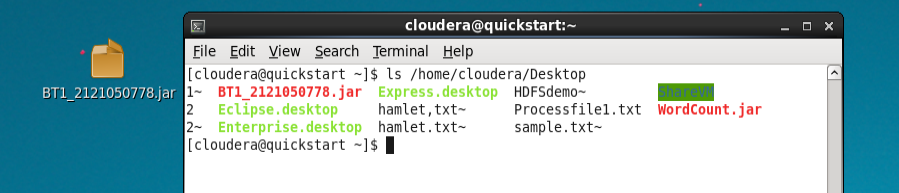 BT1_2121050778.jar
cloudera@quickstart:~
File Edit View Search Terminal Help
[cloudera@quickstart ~]$ ls /home/cloudera/Desktop
1~ BT1_2121050778.jar Express.desktop HDFSdemo~ ShareVM
2 Eclipse.desktop hamlet,txt~ Processfile1.txt WordCount.jar
2~ Enterprise.desktop hamlet.txt~ sample.txt~
[cloudera@quickstart ~]$